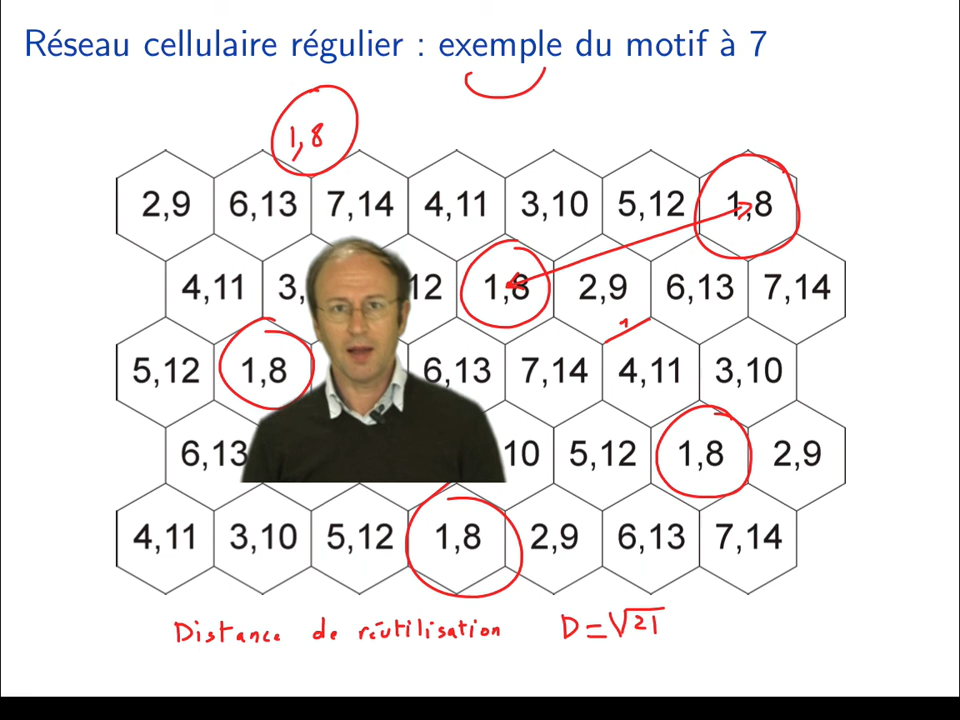 Réseau cellulaire régulier : exemple du motif à 7
1,8
2,9 6,13 7,14 4,11 3,10 5,12 1,8
4,11 3, 12 1,8 2,9 6,13 7,14
1
5,12 1,8 6,13 7,14 4,11 3,10
6,13 10 5,12 1,8 2,9
4,11 3,10 5,12 1,8 2,9 6,13 7,14
Distance de réutilisation D=√21